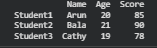 Name Age Score
Student1 Arun 20 85
Student2 Bala 21 90
Student3 Cathy 19 78